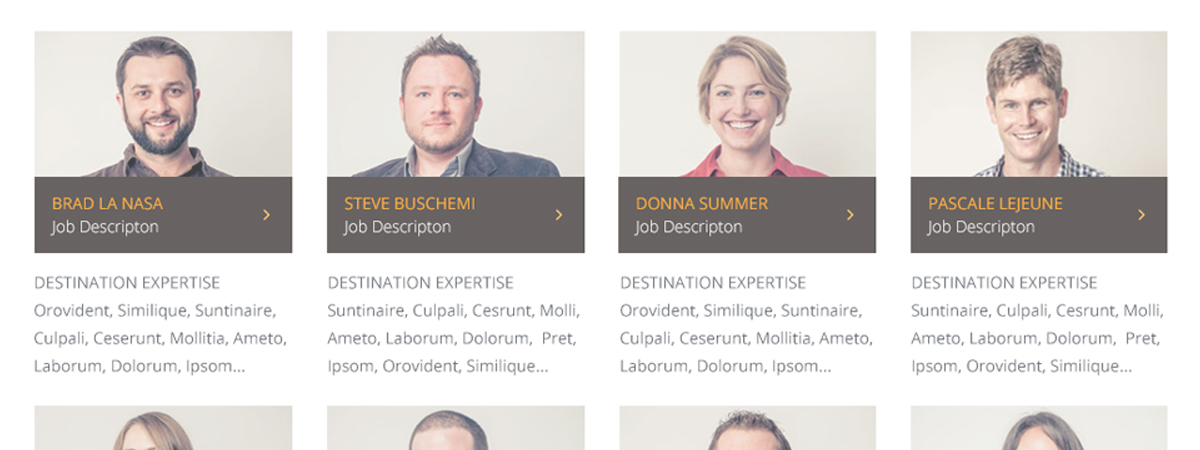 BRAD LA NASA
Job Descripton
DESTINATION EXPERTISE
Orovident, Similique, Suntinaire,
Culpali, Ceserunt, Mollitia, Ameto,
Laborum, Dolorum, Ipsom...
STEVE BUSCHEMI
Job Descripton
DESTINATION EXPERTISE
Suntinaire, Culpali, Cesrunt, Molli,
Ameto, Laborum, Dolorum, Pret,
Ipsom, Orovident, Similique...
DONNA SUMMER
Job Descripton
DESTINATION EXPERTISE
Orovident, Similique, Suntinaire,
Culpali, Ceserunt, Mollitia, Ameto,
Laborum, Dolorum, Ipsom...
PASCALE LEJEUNE
Job Descripton
DESTINATION EXPERTISE
Suntinaire, Culpali, Cesrunt, Molli,
Ameto, Laborum, Dolorum, Pret,
Ipsom, Orovident, Similique...